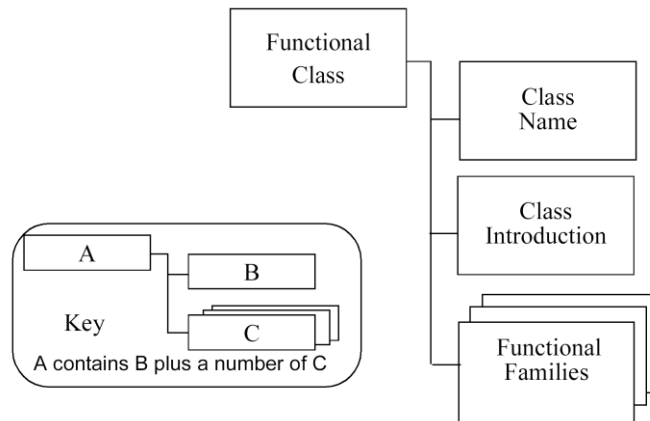 Functional
Class
Class
Name
Class
Introduction
Functional
Families
A
B
C
Key
A contains B plus a number of C